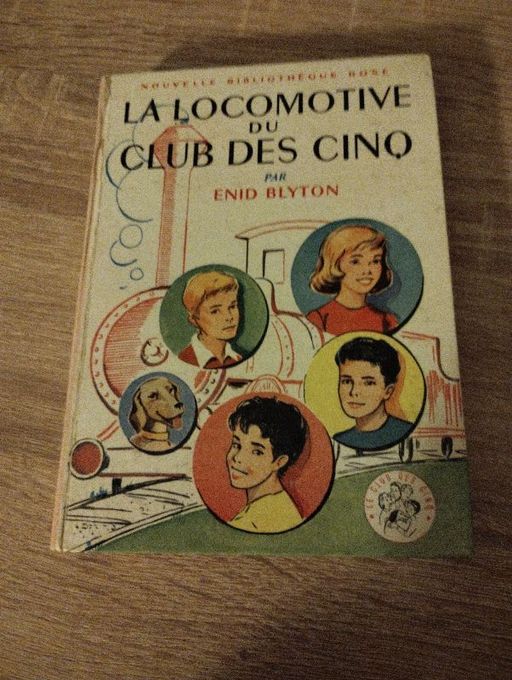 NOUVELLE BIBLIOTHÈQUE ROSE
LA LOCOMOTIVE
DU
CLUB DES CINQ
PAR
ENID BLYTON
LE CLUB DES CINQ